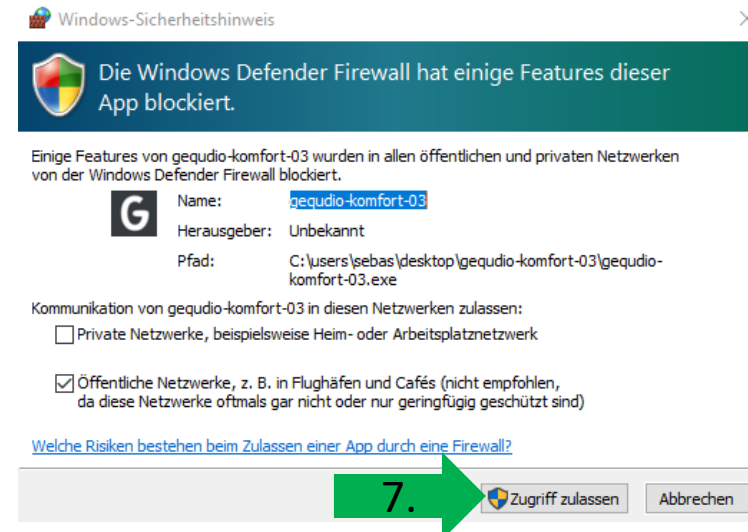 Windows-Sicherheitshinweis
Die Windows Defender Firewall hat einige Features dieser
App blockiert.
Einige Features von gequdio-komfort-03 wurden in allen öffentlichen und privaten Netzwerken
von der Windows Defender Firewall blockiert.
G
Name: gequdio-komfort-03
Herausgeber: Unbekannt
Pfad: C:\users\sebas\desktop\gequdio-komfort-03\gequdio-
komfort-03.exe
Kommunikation von gequdio-komfort-03 in diesen Netzwerken zulassen:
Private Netzwerke, beispielsweise Heim- oder Arbeitsplatznetzwerk
Öffentliche Netzwerke, z. B. in Flughäfen und Cafés (nicht empfohlen,
da diese Netzwerke oftmals gar nicht oder nur geringfügig geschützt sind)
Welche Risiken bestehen beim Zulassen einer App durch eine Firewall?
7. Zugriff zulassen Abbrechen